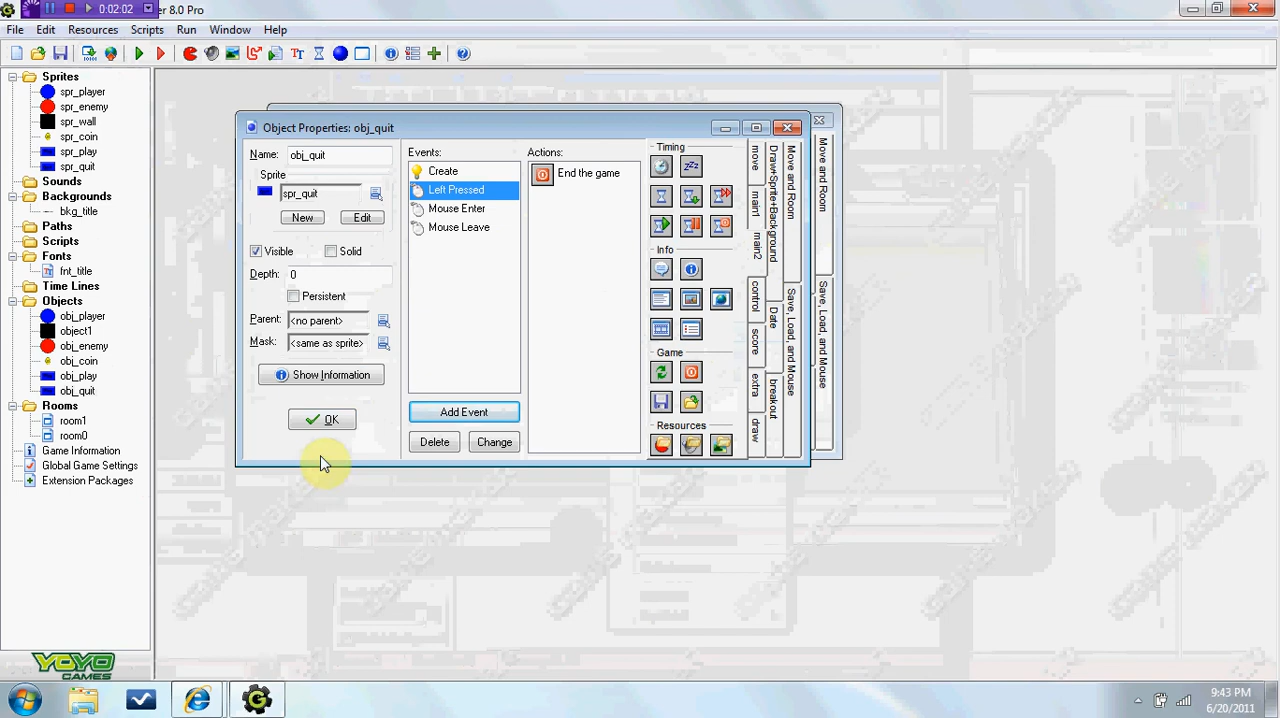 0:02:02
er 8.0 Pro
File Edit Resources Scripts Run Window Help
Sprites
spr_player
spr_enemy
spr_wall
spr_coin
spr_play
spr_quit
Sounds
Backgrounds
bkg_title
Paths
Scripts
Fonts
fnt_title
Time Lines
Objects
obj_player
object1
obj_enemy
obj_coin
obj_play
obj_quit
Rooms
room1
room0
Game Information
Global Game Settings
Extension Packages
YOYO
GAMES
Object Properties: obj_quit
Name: obj_quit
Sprite
spr_quit
New Edit
Visible Solid
Depth: 0
Persistent
Parent: <no parent>
Mask: <same as sprite>
Show Information
OK
Events:
Create
Left Pressed
Mouse Enter
Mouse Leave
Add Event
Delete Change
Actions:
End the game
Timing
Info
Game
Resources
move
main1
main2
control
score
extra
draw
Draw+Sprite+Background
Date
breakout
Move and Room
Save, Load, and Mouse
Move and Room
Save, Load, and Mouse
9:43 PM
6/20/2011